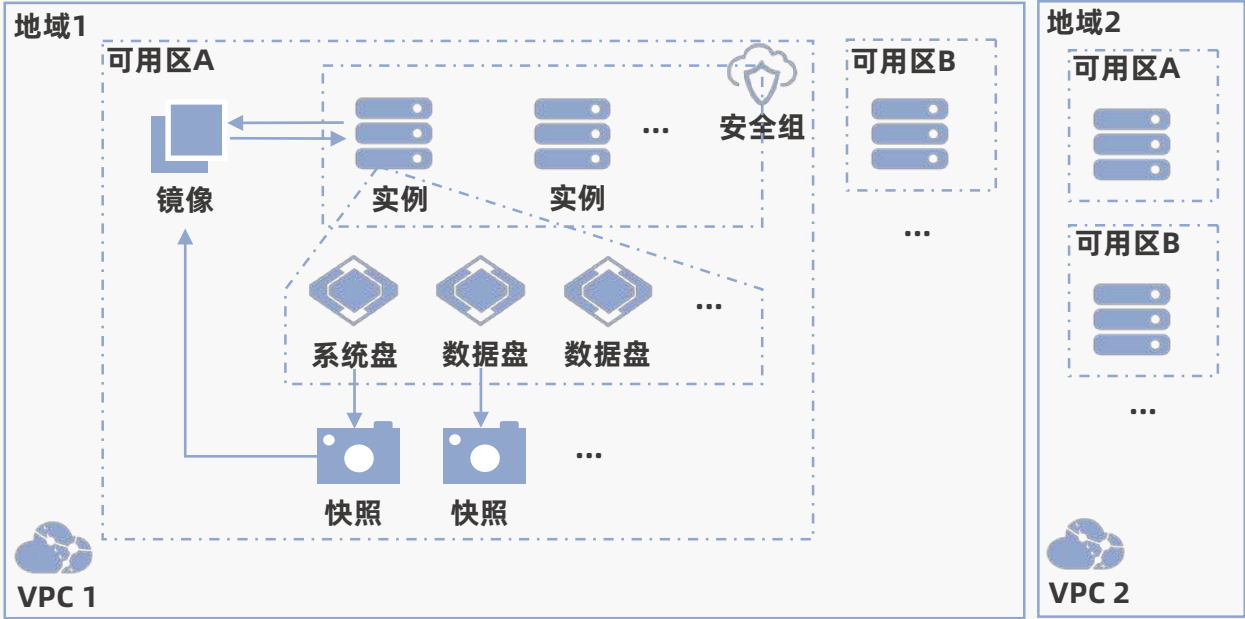 地域1
可用区A
安全组
镜像
实例
实例
...
系统盘
数据盘
数据盘
...
快照
快照
...
VPC 1
可用区B
...
地域2
可用区A
可用区B
...
VPC 2